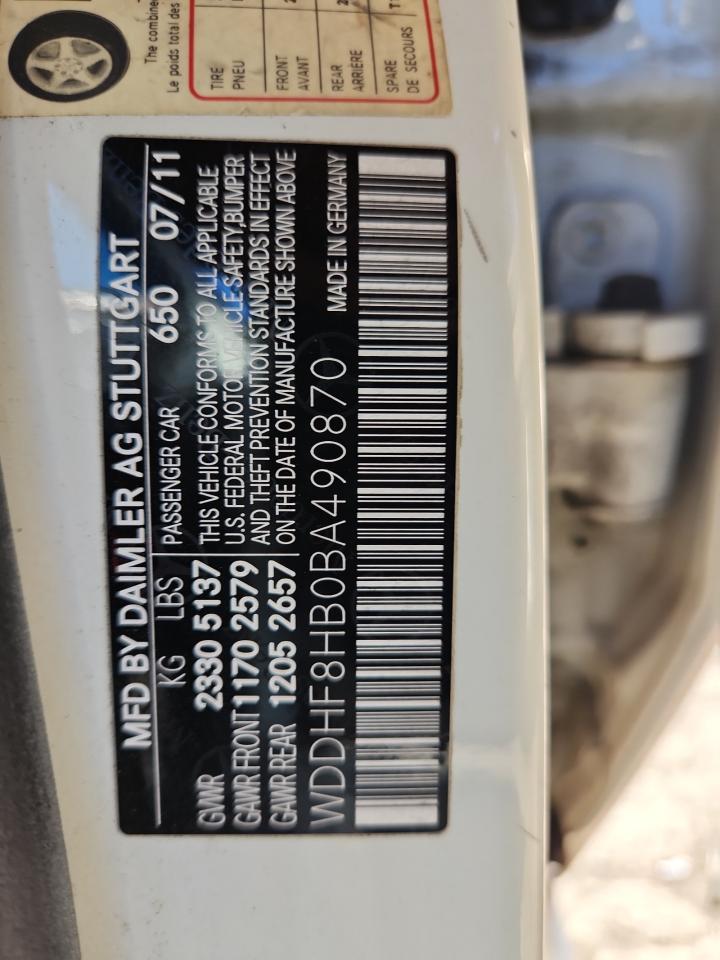 The combined
Le poids total des
TIRE
PNEU
FRONT
AVANT
REAR
ARRIÈRE
SPARE
DE SECOURS
MFD BY DAIMLER AG STUTTGART
KG LBS PASSENGER CAR 650 07/11
GVWR 2330 5137 THIS VEHICLE CONFORMS TO ALL APPLICABLE
GAWR FRONT 1170 2579 U.S. FEDERAL MOTOR VEHICLE SAFETY,BUMPER
GAWR REAR 1205 2657 AND THEFT PREVENTION STANDARDS IN EFFECT
ON THE DATE OF MANUFACTURE SHOWN ABOVE
WDDHF8HB0BA490870 MADE IN GERMANY